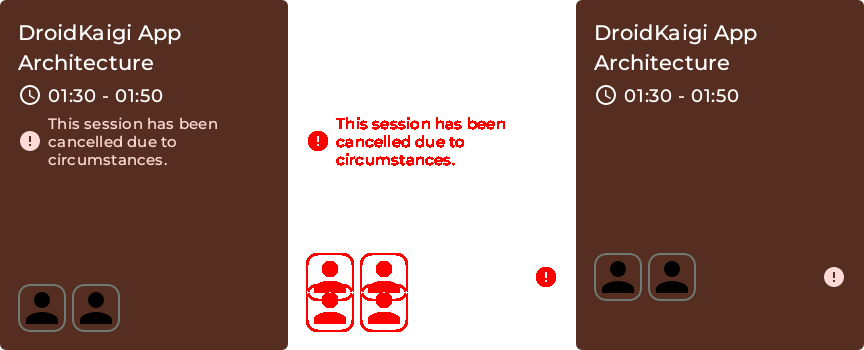 DroidKaigi App
Architecture
01:30 - 01:50
This session has been
cancelled due to
circumstances.
This session has been
cancelled due to
circumstances.
DroidKaigi App
Architecture
01:30 - 01:50